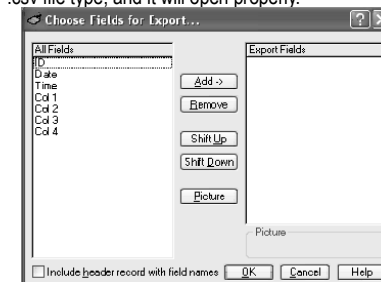 .csv file type, and it will open properly.
Choose Fields for Export...
All Fields
Export Fields
ID
Date
Time
Col 1
Col 2
Col 3
Col 4
Add ->
Remove
Shift Up
Shift Down
Picture
Picture
Include header record with field names
OK
Cancel
Help